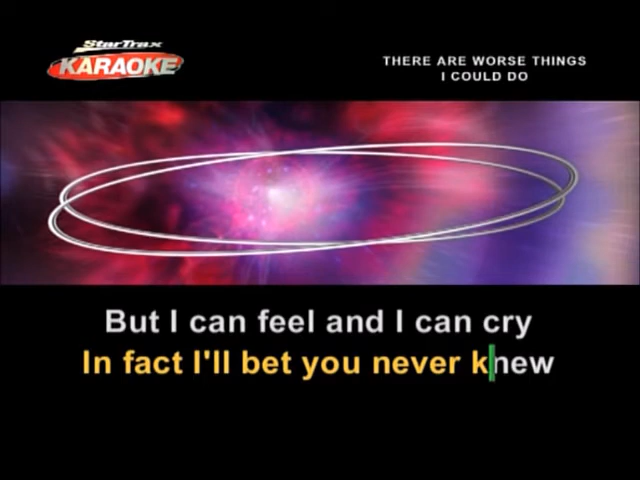 StarTrax
KARAOKE
THERE ARE WORSE THINGS
I COULD DO
But I can feel and I can cry
In fact I'll bet you never knew